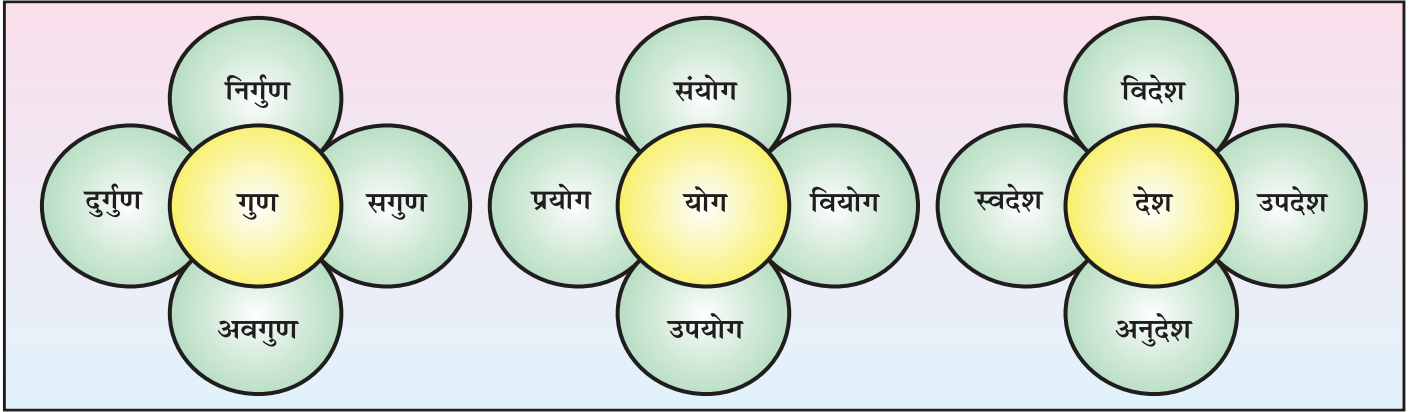 निर्गुण
दुर्गुण गुण सगुण
अवगुण
संयोग
प्रयोग योग वियोग
उपयोग
विदेश
स्वदेश देश उपदेश
अनुदेश